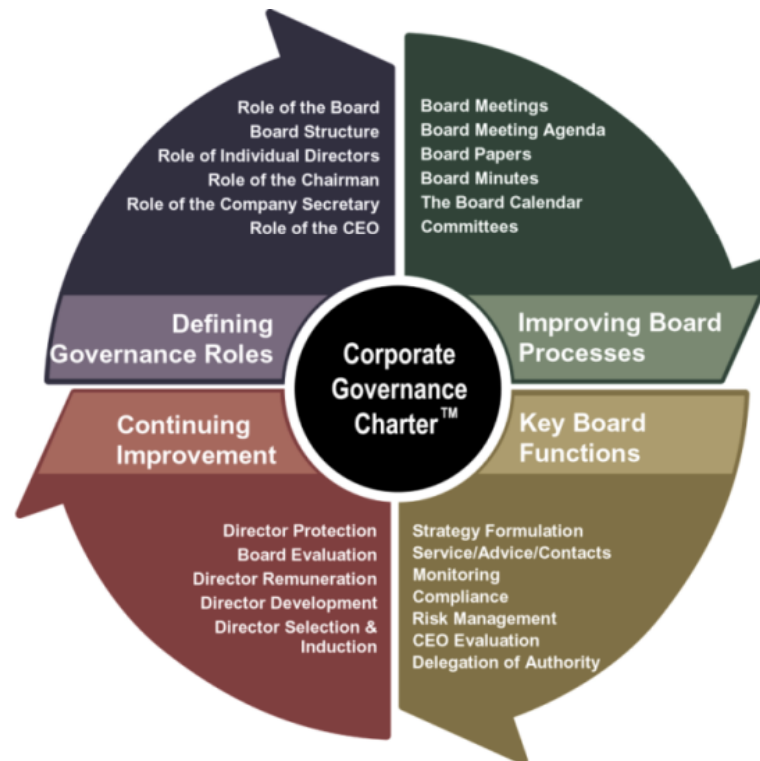 Role of the Board
Board Structure
Role of Individual Directors
Role of the Chairman
Role of the Company Secretary
Role of the CEO
Defining
Governance Roles
Board Meetings
Board Meeting Agenda
Board Papers
Board Minutes
The Board Calendar
Committees
Improving Board
Processes
Corporate
Governance
Charter™
Continuing
Improvement
Director Protection
Board Evaluation
Director Remuneration
Director Development
Director Selection &
Induction
Key Board
Functions
Strategy Formulation
Service/Advice/Contacts
Monitoring
Compliance
Risk Management
CEO Evaluation
Delegation of Authority